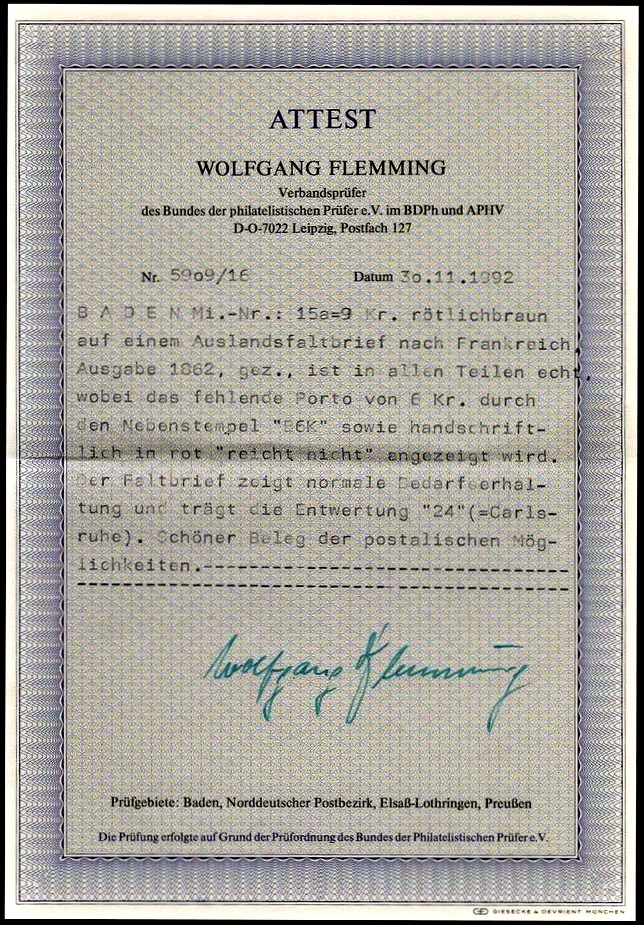 ATTEST
WOLFGANG FLEMMING
Verbandsprüfer
des Bundes der philatelistischen Prüfer e.V. im BDPh und APHV
D-O-7022 Leipzig, Postfach 127
Nr. 59o9/16 Datum 3o.11.1992
B A D E N Mi.-Nr.: 15a=9 Kr. rötlichbraun
auf einem Auslandsfaltbrief nach Frankreich,
Ausgabe 1862, gez., ist in allen Teilen echt,
wobei das fehlende Porto von 6 Kr. durch
den Nebenstempel "B6K" sowie handschrift-
lich in rot "reicht nicht" angezeigt wird.
Der Faltbrief zeigt normale Bedarfserhal-
tung und trägt die Entwertung "24"(=Carls-
ruhe). Schöner Beleg der postalischen Mög-
lichkeiten.
Wolfgang Flemming
Prüfgebiete: Baden, Norddeutscher Postbezirk, Elsaß-Lothringen, Preußen
Die Prüfung erfolgte auf Grund der Prüfordnung des Bundes der Philatelistischen Prüfer e.V.
GIESECKE & DEVRIENT MÜNCHEN